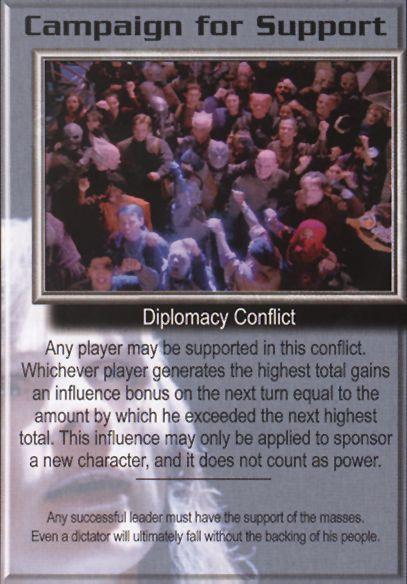 Campaign for Support
Diplomacy Conflict
Any player may be supported in this conflict.
Whichever player generates the highest total gains
an influence bonus on the next turn equal to the
amount by which he exceeded the next highest
total. This influence may only be applied to sponsor
a new character, and it does not count as power.
Any successful leader must have the support of the masses.
Even a dictator will ultimately fall without the backing of his people.